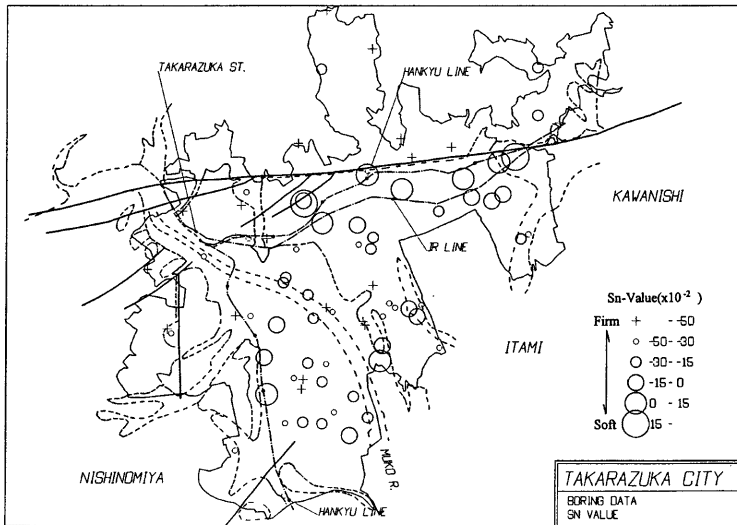 TAKARAZUKA ST.
HANKYU LINE
KAWANISHI
JR LINE
Sn-Value(x10⁻²)
Firm + - -50
-50 - -30
-30 - -15
-15 - 0
0 - 15
Soft 15 -
ITAMI
MUKO R.
NISHINOMIYA
HANKYU LINE
TAKARAZUKA CITY
BORING DATA
SN VALUE